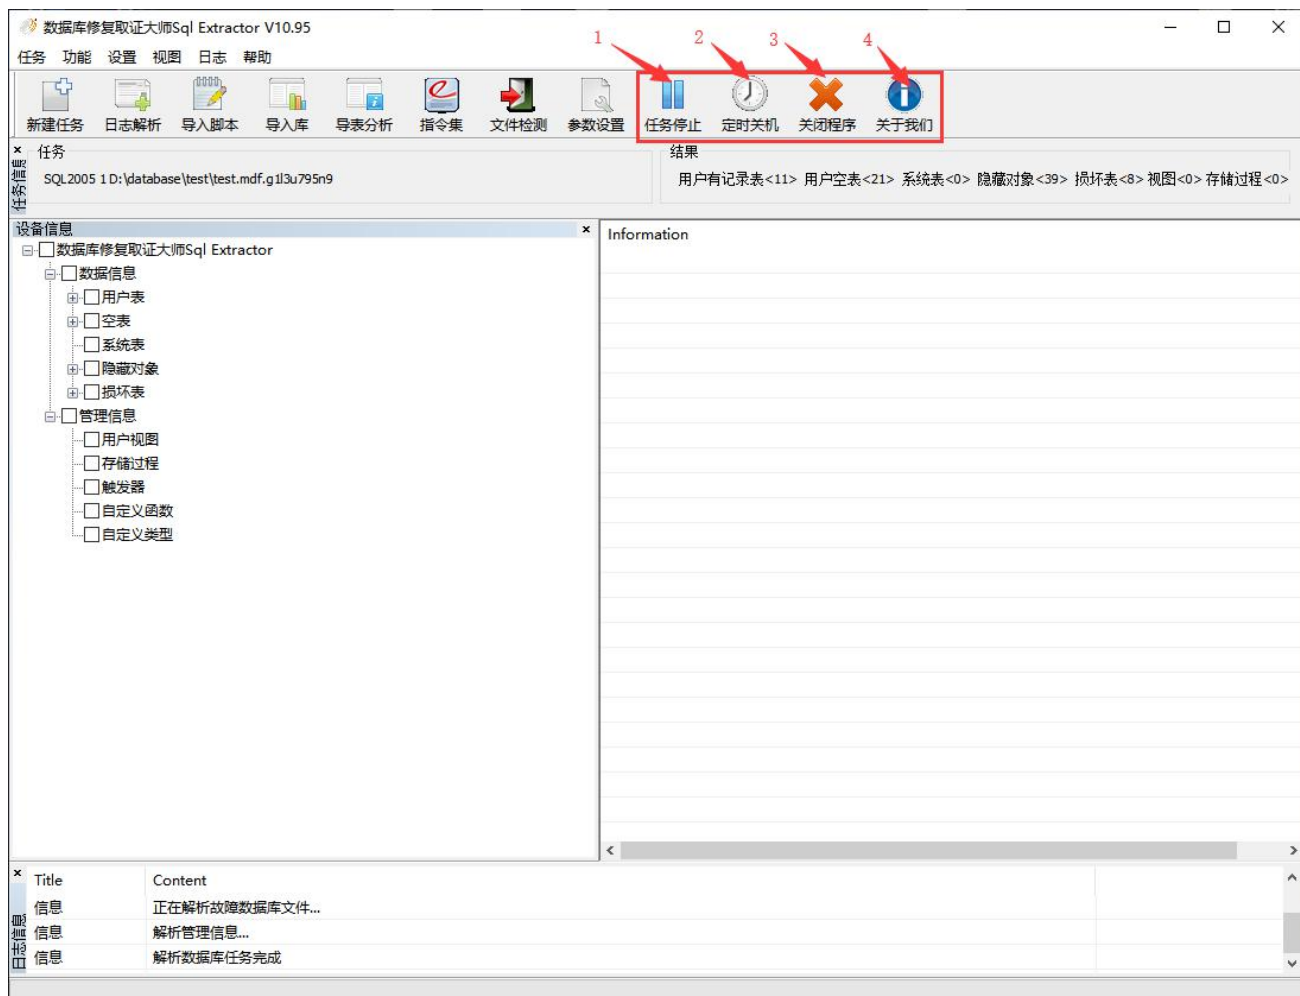 数据库修复取证大师Sql Extractor V10.95
任务 功能 设置 视图 日志 帮助
1 2 3 4
新建任务 日志解析 导入脚本 导入库 导表分析 指令集 文件检测 参数设置 任务停止 定时关机 关闭程序 关于我们
任务信息
任务
SQL2005 1 D:\database\test\test.mdf.g1l3u795n9
结果
用户有记录表<11> 用户空表<21> 系统表<0> 隐藏对象<39> 损坏表<8> 视图<0> 存储过程<0>
设备信息
数据库修复取证大师Sql Extractor
数据信息
用户表
空表
系统表
隐藏对象
损坏表
管理信息
用户视图
存储过程
触发器
自定义函数
自定义类型
Information
日志信息
Title Content
信息 正在解析故障数据库文件...
信息 解析管理信息...
信息 解析数据库任务完成